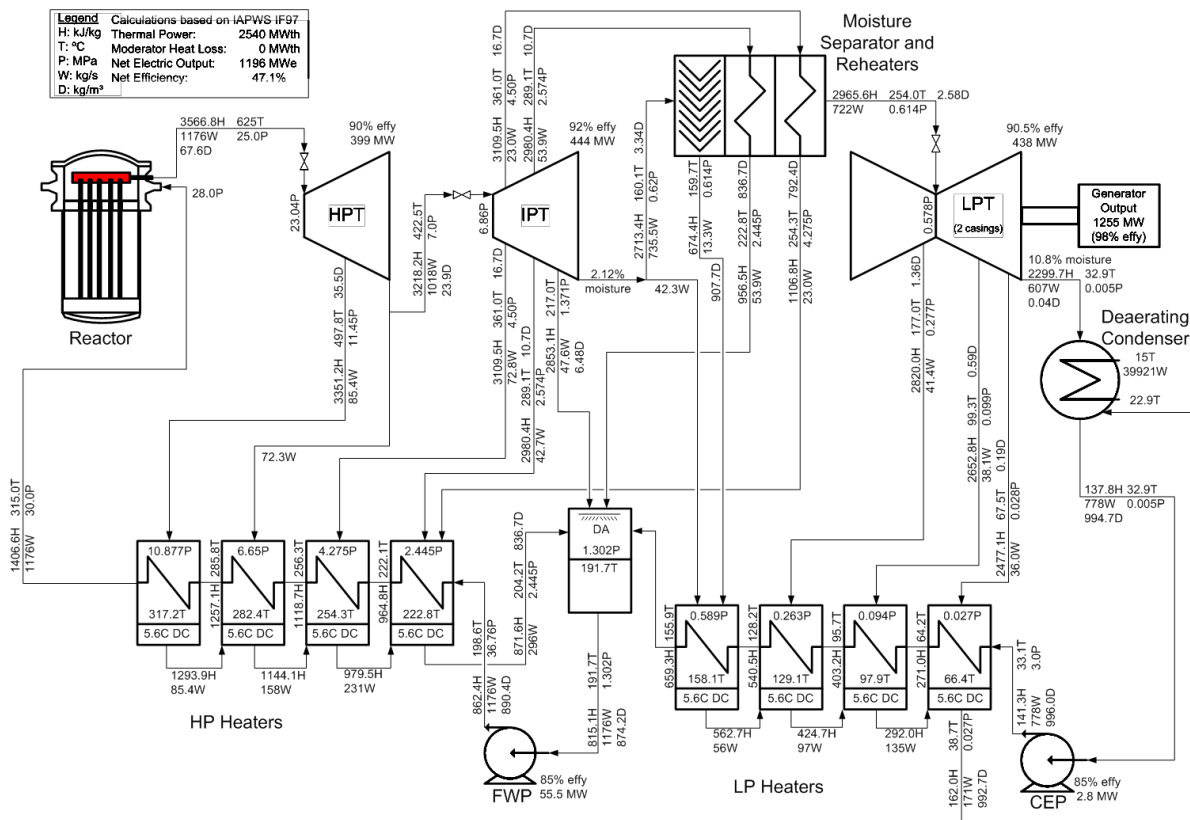 Legend
H: kJ/kg
T: ºC
P: MPa
W: kg/s
D: kg/m³
Calculations based on IAPWS IF97
Thermal Power: 2540 MWth
Moderator Heat Loss: 0 MWth
Net Electric Output: 1196 MWe
Net Efficiency: 47.1%
3566.8H 625T
1176W 25.0P
67.6D
28.0P
Reactor
90% effy
399 MW
23.04P
HPT
3218.2H 422.5T
1018W 7.0P
23.9D
35.5D
3351.2H 497.8T 11.45P
85.4W
72.3W
3109.5H 361.0T 16.7D
23.0W 4.50P
2980.4H 289.1T 10.7D
53.9W 2.574P
92% effy
444 MW
6.86P
IPT
3109.5H 361.0T 16.7D
72.8W 4.50P
2980.4H 289.1T 10.7D
42.7W 2.574P
2853.1H 217.0T
47.6W 1.371P
6.48D
2.12%
moisture
42.3W
2713.4H 160.1T 3.34D
735.5W 0.62P
Moisture
Separator and
Reheaters
674.4H 159.7T
13.3W 0.614P
907.7D
956.5H 222.8T 836.7D
53.9W 2.445P
1106.8H 254.3T 792.4D
23.0W 4.275P
2965.6H 254.0T 2.58D
722W 0.614P
90.5% effy
438 MW
0.578P
LPT
(2 casings)
Generator
Output
1255 MW
(98% effy)
10.8% moisture
2299.7H 32.9T
607W 0.005P
0.04D
2820.0H 177.0T 1.36D
41.4W 0.277P
2652.8H 99.3T 0.59D
38.1W 0.099P
2477.1H 67.5T 0.19D
36.0W 0.028P
Deaerating
Condenser
15T
39921W
22.9T
137.8H 32.9T
778W 0.005P
994.7D
1406.6H 315.0T
1176W 30.0P
10.877P
317.2T
5.6C DC
1257.1H 285.8T
6.65P
282.4T
5.6C DC
1118.7H 256.3T
4.275P
254.3T
5.6C DC
964.8H 222.1T
2.445P
222.8T
5.6C DC
1293.9H
85.4W
1144.1H
158W
979.5H
231W
HP Heaters
871.6H 204.2T 836.7D
296W 2.445P
862.4H 198.6T
1176W 36.76P
890.4D
DA
1.302P
191.7T
815.1H 191.7T
1176W 1.302P
874.2D
FWP
85% effy
55.5 MW
659.3H 155.9T
0.589P
158.1T
5.6C DC
540.5H 128.2T
0.263P
129.1T
5.6C DC
403.2H 95.7T
0.094P
97.9T
5.6C DC
271.0H 64.2T
0.027P
66.4T
5.6C DC
562.7H
56W
424.7H
97W
292.0H
135W
LP Heaters
162.0H 38.7T
171W 0.027P
992.7D
141.3H 33.1T
778W 3.0P
996.0D
CEP
85% effy
2.8 MW